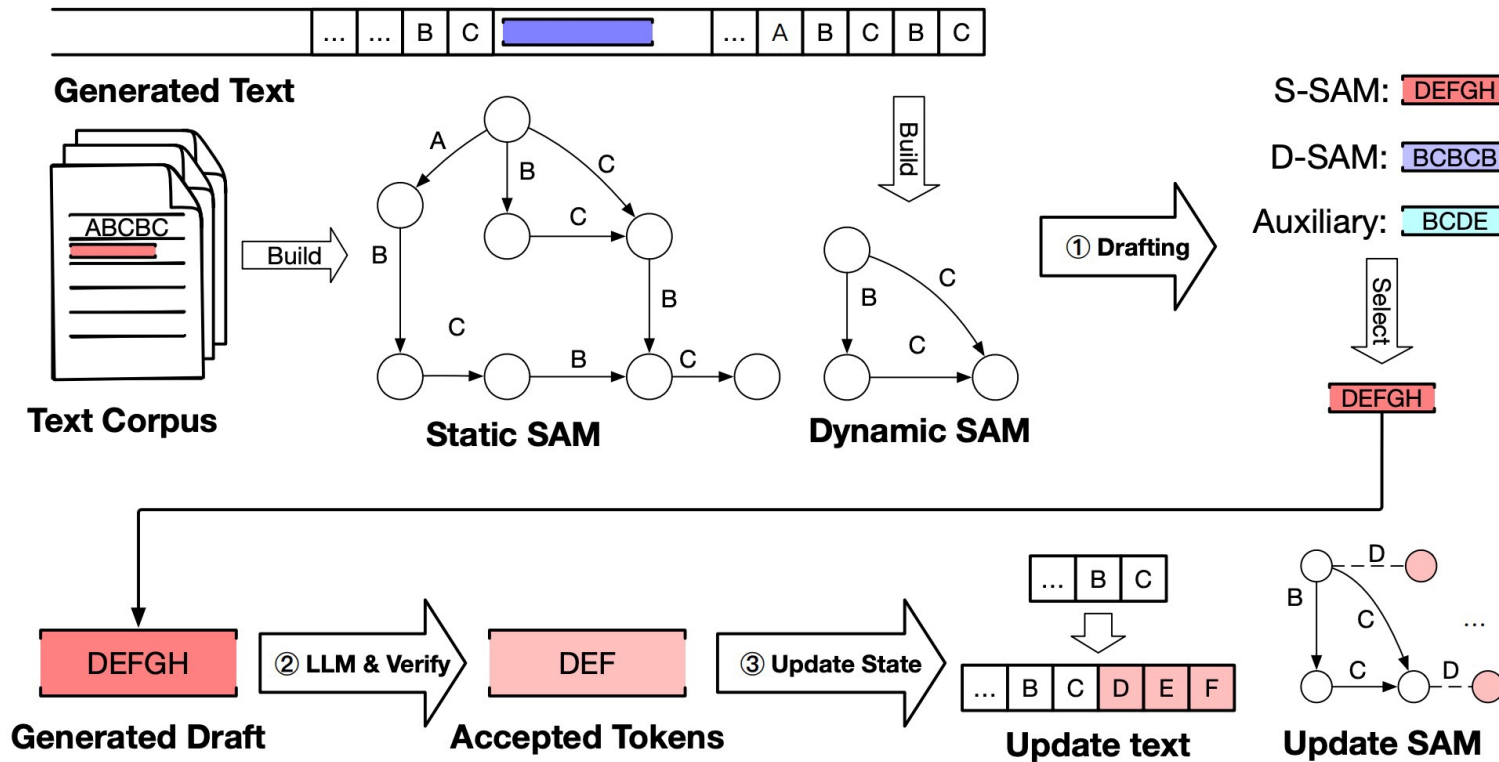 ... ... B C ... A B C B C
Generated Text
ABCBC
Text Corpus
Build
A
B
C
B
C
B
C
B
C
Static SAM
Build
B
C
C
Dynamic SAM
① Drafting
S-SAM: DEFGH
D-SAM: BCBCB
Auxiliary: BCDE
Select
DEFGH
DEFGH
Generated Draft
② LLM & Verify
DEF
Accepted Tokens
③ Update State
... B C
... B C D E F
Update text
D
B
C
...
C
D
Update SAM